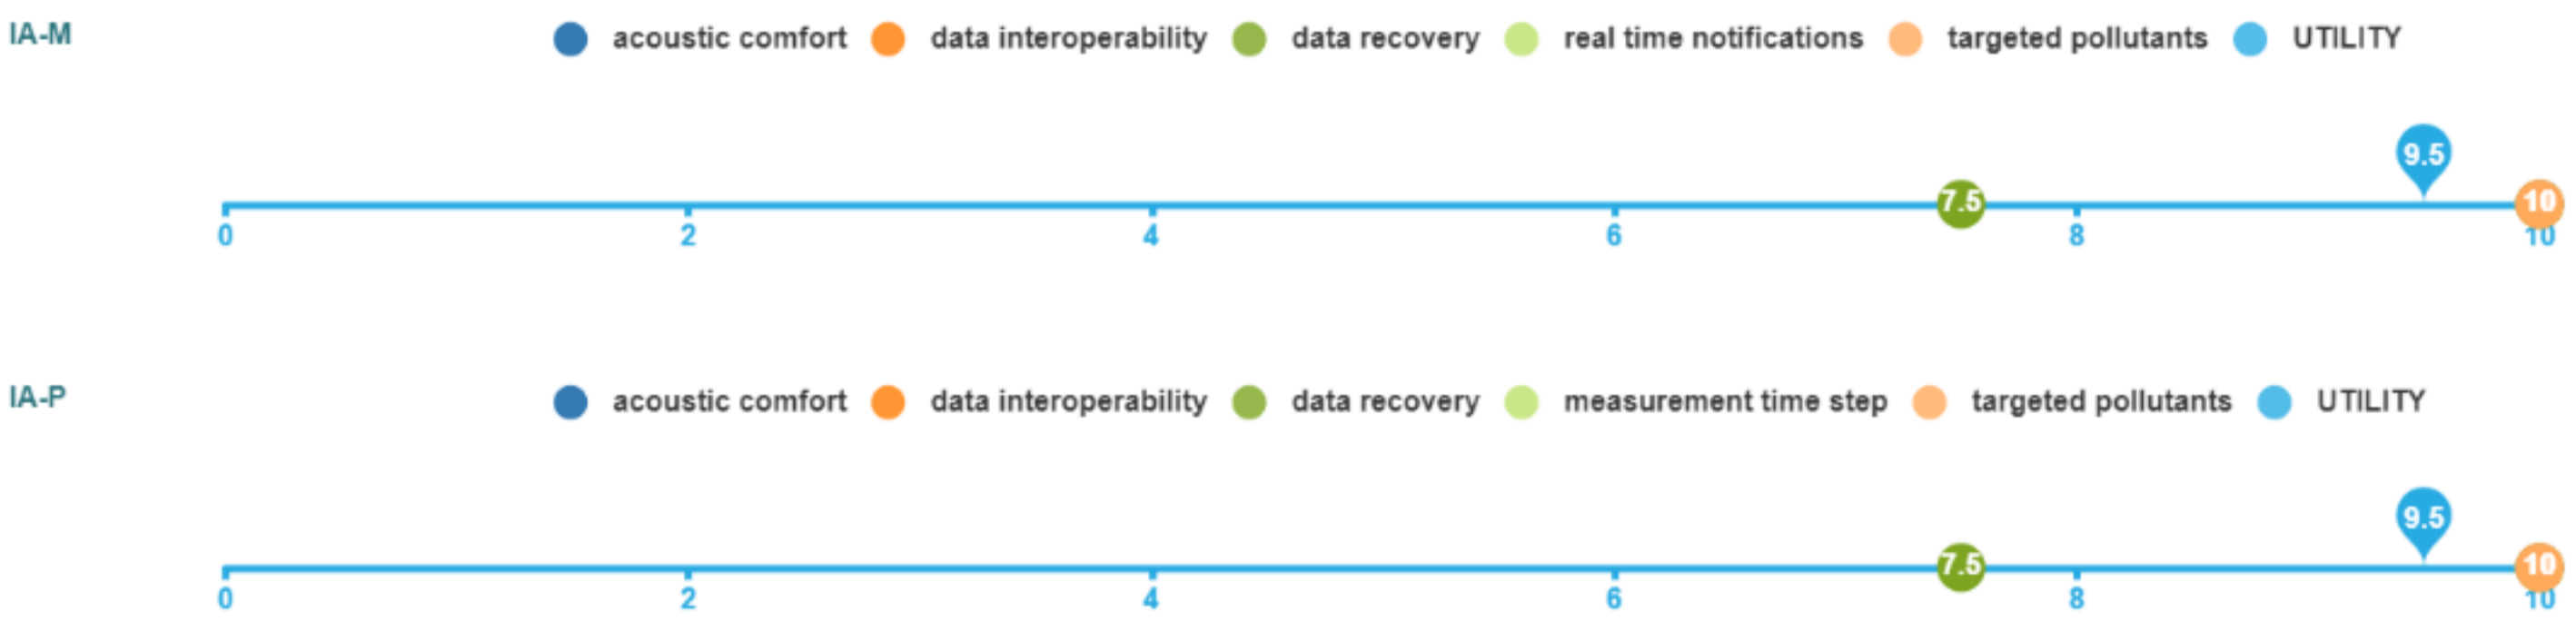 IA-M
acoustic comfort data interoperability data recovery real time notifications targeted pollutants UTILITY
9.5
7.5 10
0 2 4 6 8 10
IA-P
acoustic comfort data interoperability data recovery measurement time step targeted pollutants UTILITY
9.5
7.5 10
0 2 4 6 8 10